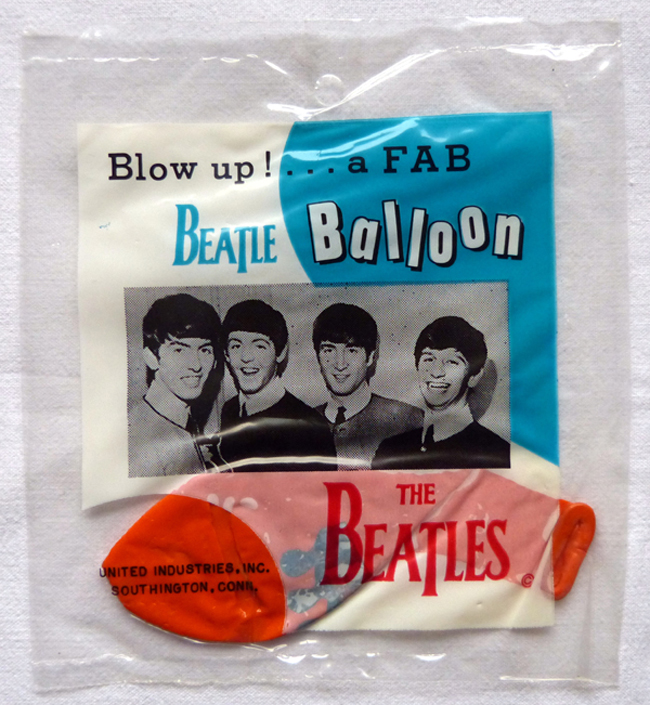 Blow up!...a FAB
BEATLE Balloon
THE
BEATLES ©
UNITED INDUSTRIES, INC.
SOUTHINGTON, CONN.